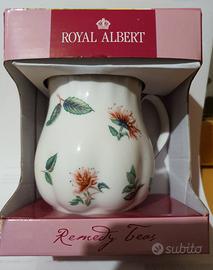 ROYAL ALBERT
Remedy Teas
subito